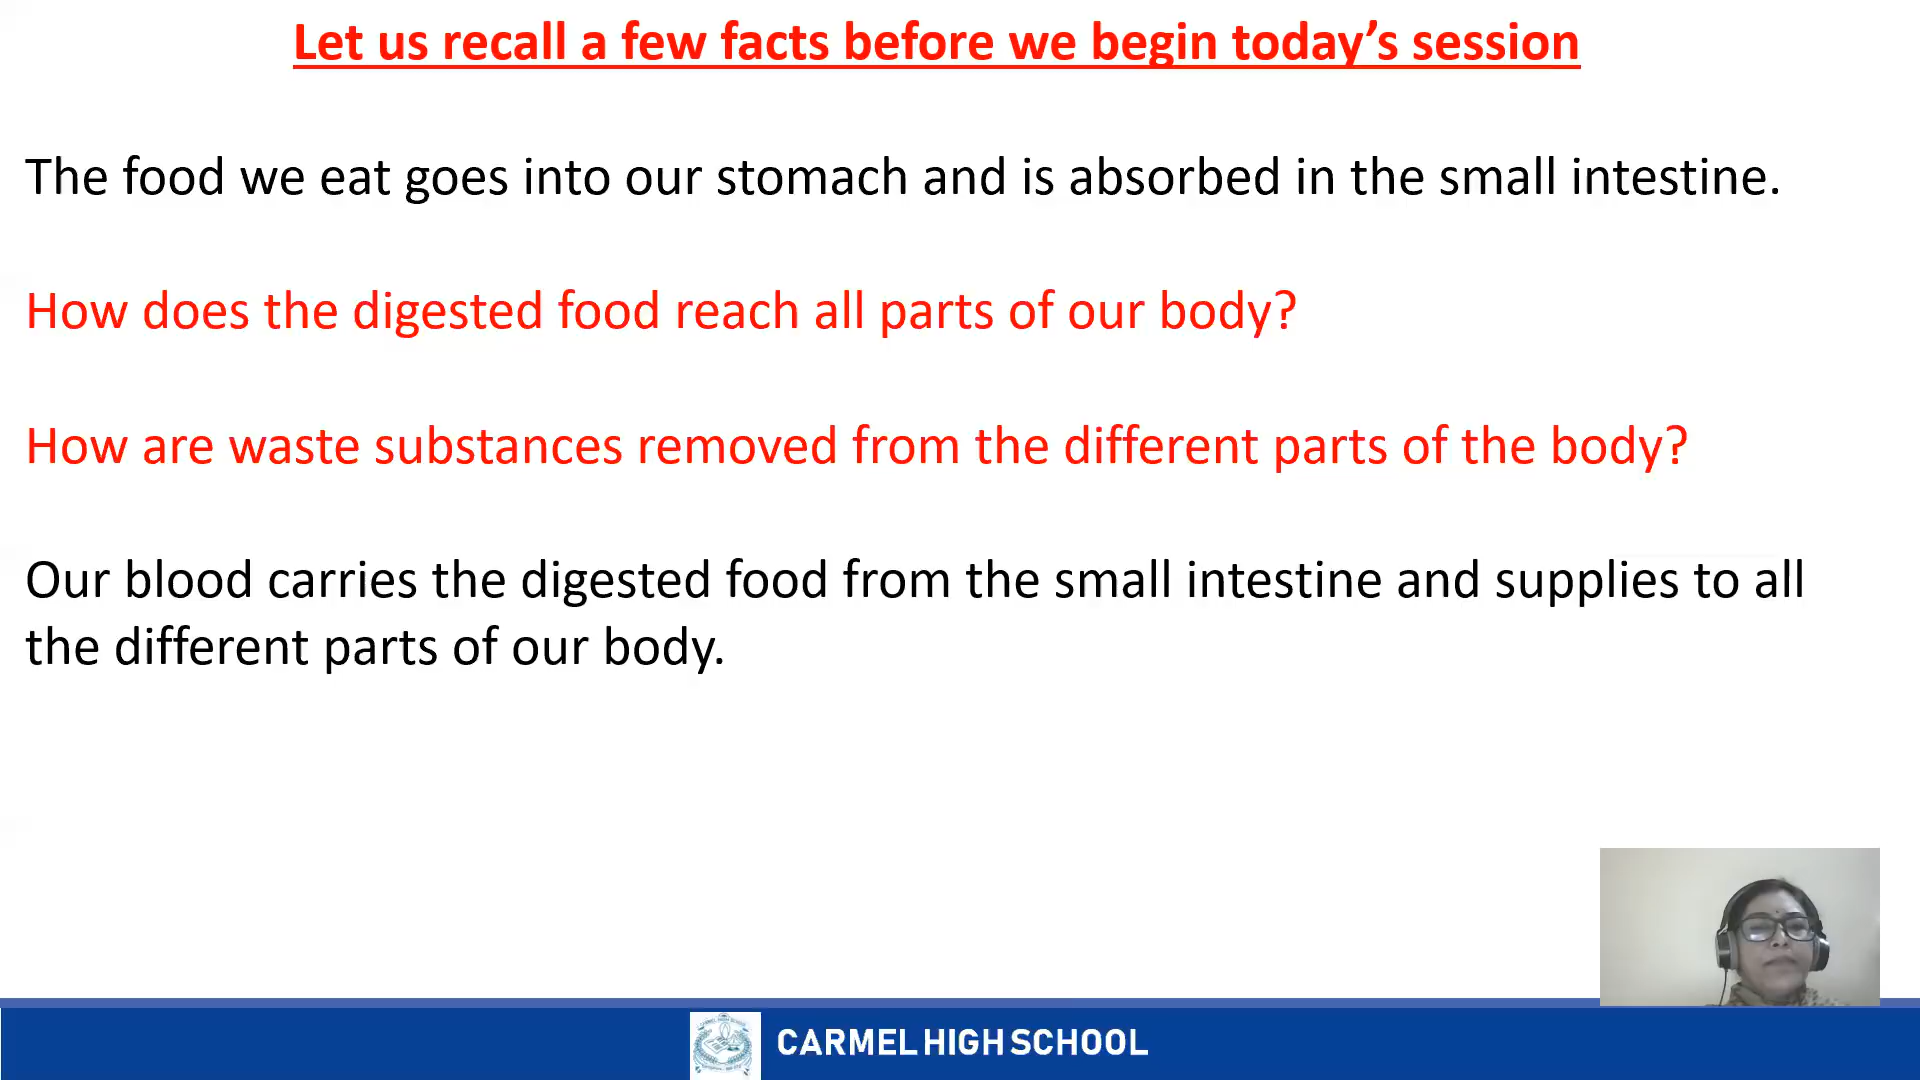 Let us recall a few facts before we begin today’s session
The food we eat goes into our stomach and is absorbed in the small intestine.
How does the digested food reach all parts of our body?
How are waste substances removed from the different parts of the body?
Our blood carries the digested food from the small intestine and supplies to all
the different parts of our body.
CARMEL HIGH SCHOOL